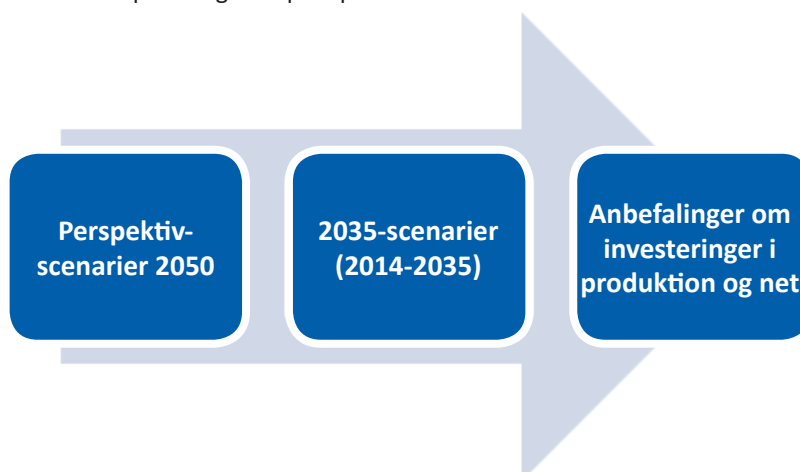 Perspektiv-
scenarier 2050
2035-scenarier
(2014-2035)
Anbefalinger om
investeringer i
produktion og net